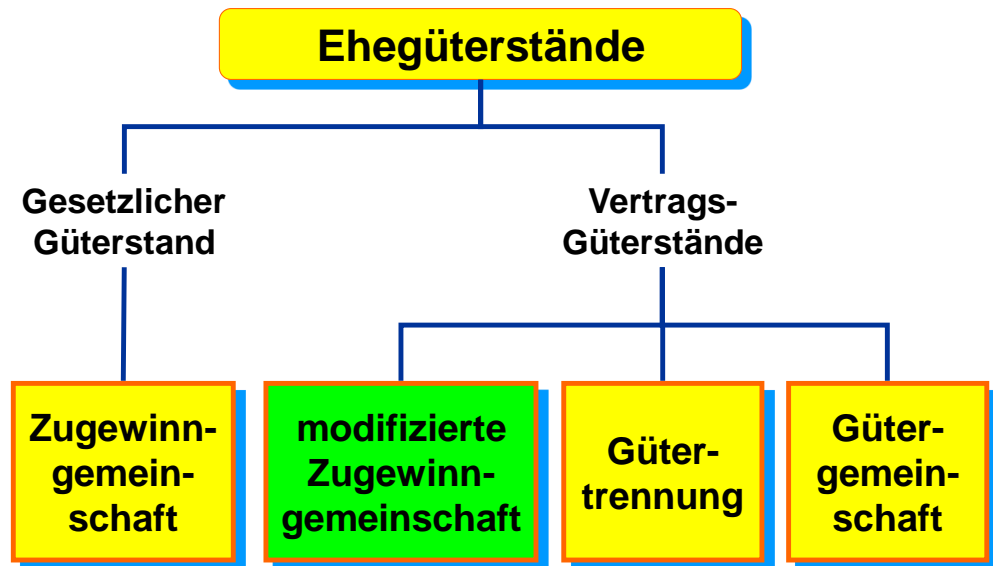 Ehegüterstände
Gesetzlicher
Güterstand
Vertrags-
Güterstände
Zugewinn-
gemein-
schaft
modifizierte
Zugewinn-
gemeinschaft
Güter-
trennung
Güter-
gemein-
schaft